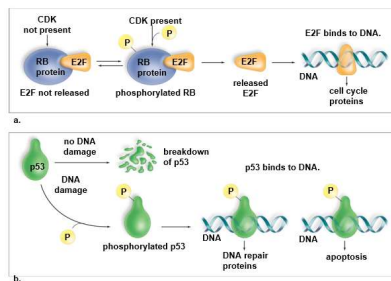 CDK
not present
CDK present
E2F binds to DNA.
P
P
RB
protein
E2F
RB
protein
E2F
E2F
DNA
E2F not released
phosphorylated RB
released
E2F
cell cycle
proteins
a.
p53
no DNA
damage
breakdown
of p53
p53 binds to DNA.
DNA
damage
P
P
P
P
phosphorylated p53
DNA
DNA
DNA repair
proteins
apoptosis
b.